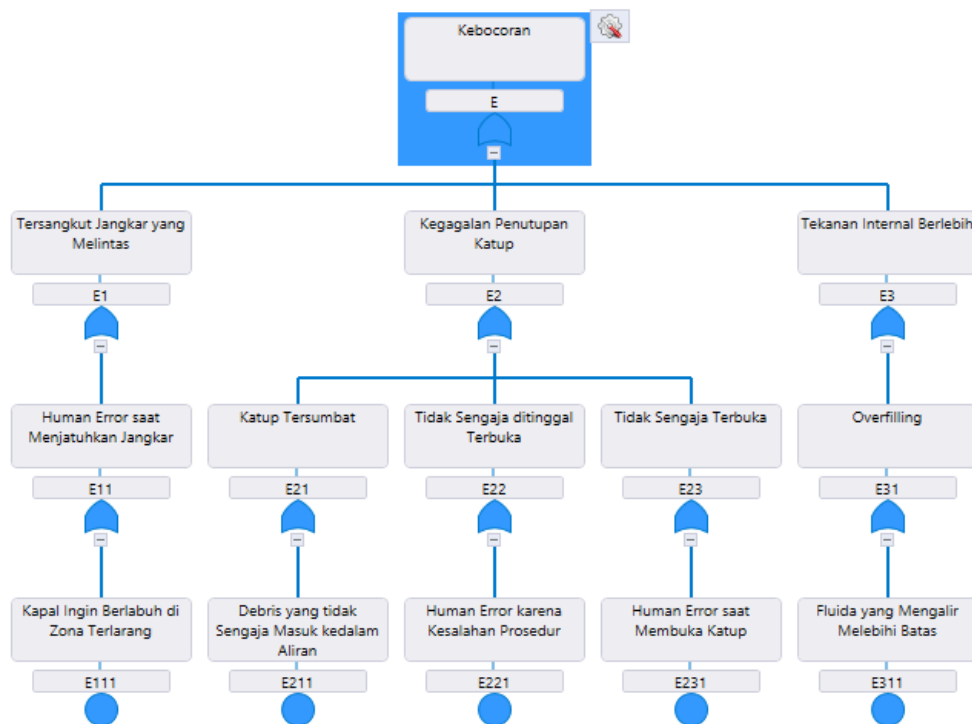 Kebocoran
E
Tersangkut Jangkar yang
Melintas
E1
Kegagalan Penutupan
Katup
E2
Tekanan Internal Berlebih
E3
Human Error saat
Menjatuhkan Jangkar
E11
Katup Tersumbat
E21
Tidak Sengaja ditinggal
Terbuka
E22
Tidak Sengaja Terbuka
E23
Overfilling
E31
Kapal Ingin Berlabuh di
Zona Terlarang
E111
Debris yang tidak
Sengaja Masuk kedalam
Aliran
E211
Human Error karena
Kesalahan Prosedur
E221
Human Error saat
Membuka Katup
E231
Fluida yang Mengalir
Melebihi Batas
E311